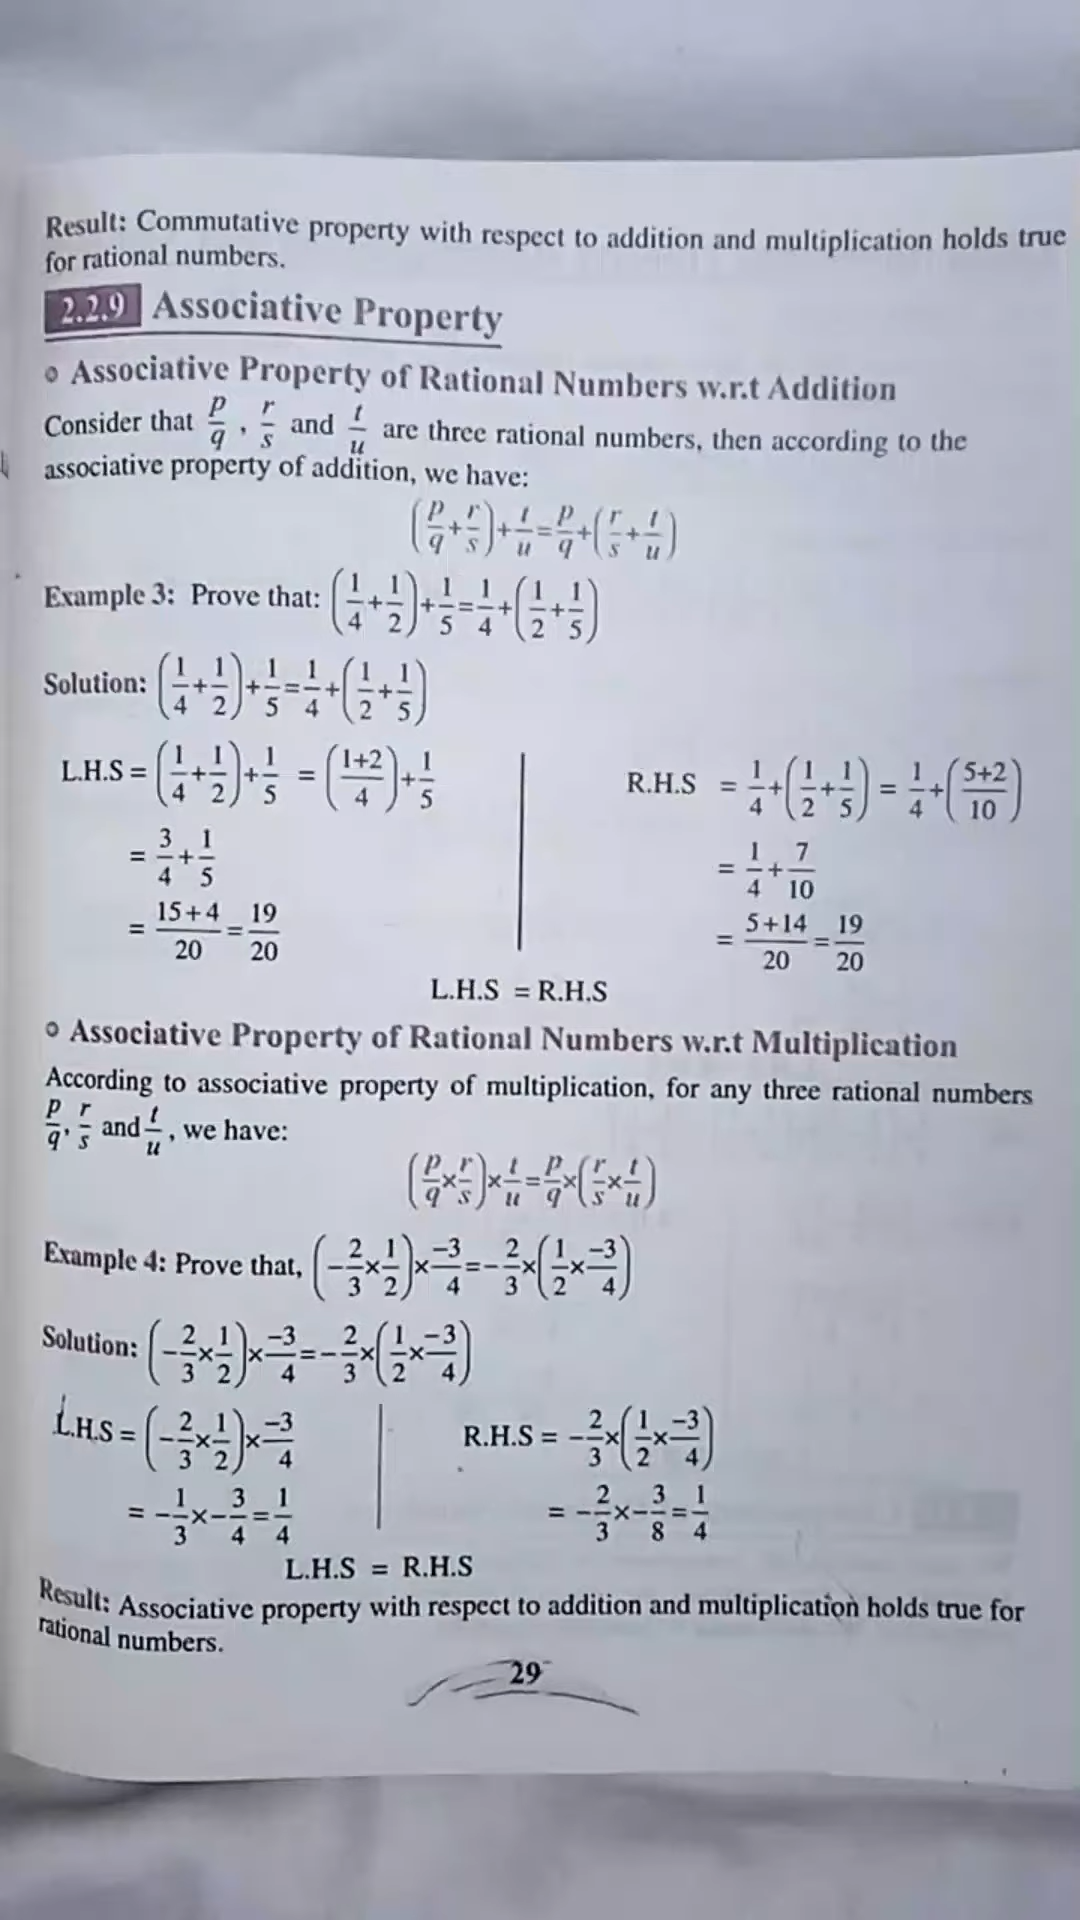 Result: Commutative property with respect to addition and multiplication holds true
for rational numbers.
2.2.9 Associative Property
Associative Property of Rational Numbers w.r.t Addition
Consider that p/q , r/s and t/u are three rational numbers, then according to the
associative property of addition, we have:
(p/q+r/s)+t/u=p/q+(r/s+t/u)
Example 3: Prove that: (1/4+1/2)+1/5=1/4+(1/2+1/5)
Solution: (1/4+1/2)+1/5=1/4+(1/2+1/5)
L.H.S = (1/4+1/2)+1/5 = ((1+2)/4)+1/5
= 3/4+1/5
= (15+4)/20=19/20
R.H.S = 1/4+(1/2+1/5) = 1/4+((5+2)/10)
= 1/4+7/10
= (5+14)/20=19/20
L.H.S = R.H.S
Associative Property of Rational Numbers w.r.t Multiplication
According to associative property of multiplication, for any three rational numbers
p/q, r/s and t/u, we have:
(p/q×r/s)×t/u=p/q×(r/s×t/u)
Example 4: Prove that, (-2/3×1/2)×-3/4=-2/3×(1/2×-3/4)
Solution: (-2/3×1/2)×-3/4=-2/3×(1/2×-3/4)
L.H.S = (-2/3×1/2)×-3/4
= -1/3×-3/4=1/4
R.H.S = -2/3×(1/2×-3/4)
= -2/3×-3/8=1/4
L.H.S = R.H.S
Result: Associative property with respect to addition and multiplication holds true for
rational numbers.
29